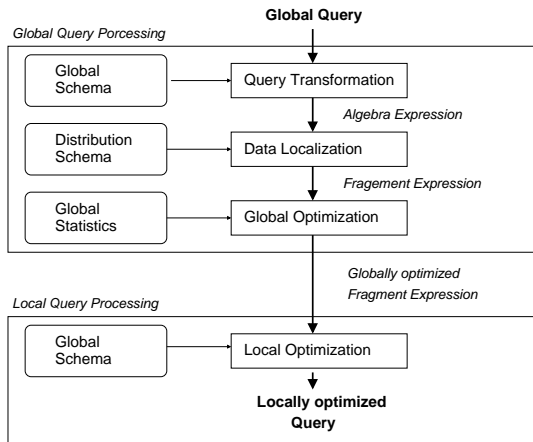 Global Query
Global Query Porcessing
Global
Schema
Query Transformation
Algebra Expression
Distribution
Schema
Data Localization
Fragement Expression
Global
Statistics
Global Optimization
Globally optimized
Fragment Expression
Local Query Processing
Global
Schema
Local Optimization
Locally optimized
Query